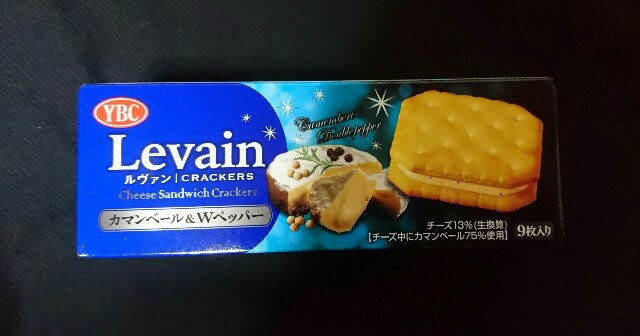 YBC
Levain
ルヴァン | CRACKERS
Cheese Sandwich Crackers
カマンベール&Wペッパー
Camembert &
Doublepepper
チーズ13%(生換算)
【チーズ中にカマンベール75%使用】
9枚入り